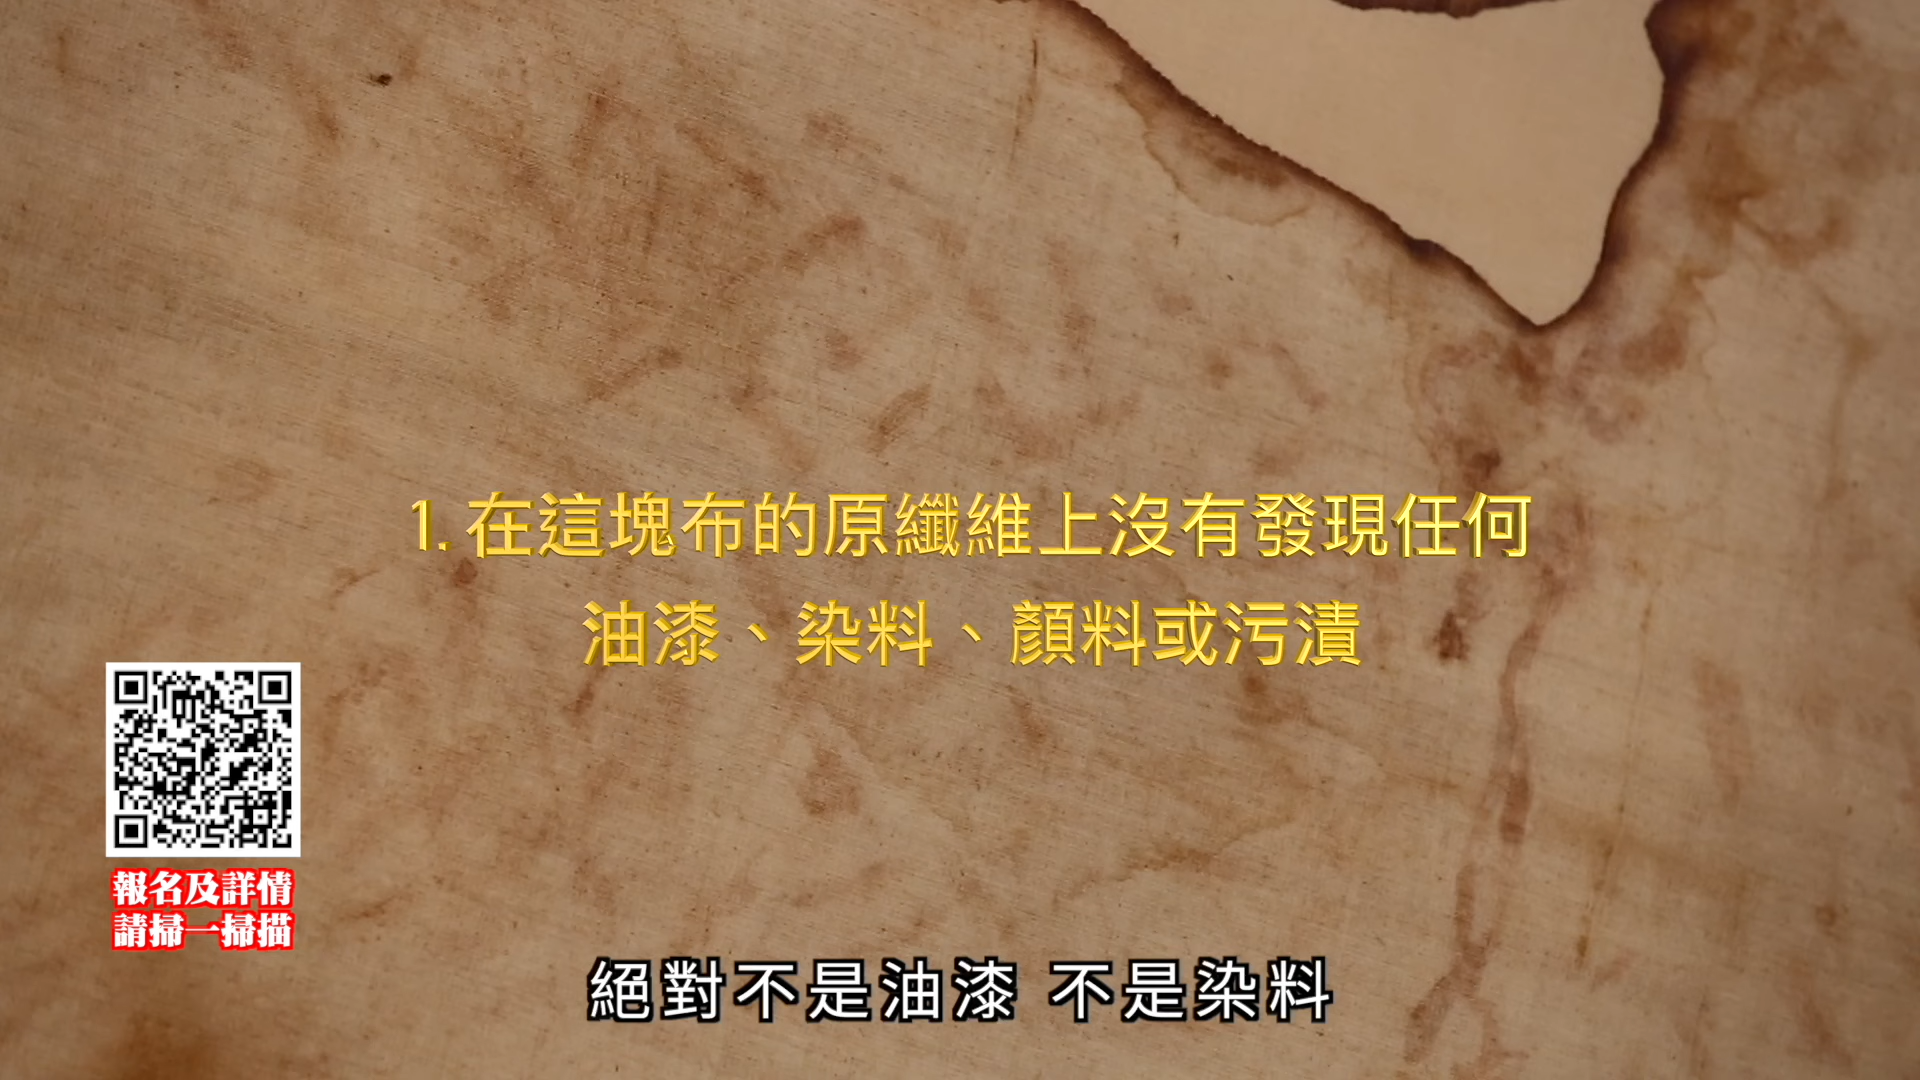 1. 在這塊布的原纖維上沒有發現任何
油漆、染料、顏料或污漬
報名及詳情
請掃一掃描
絕對不是油漆 不是染料